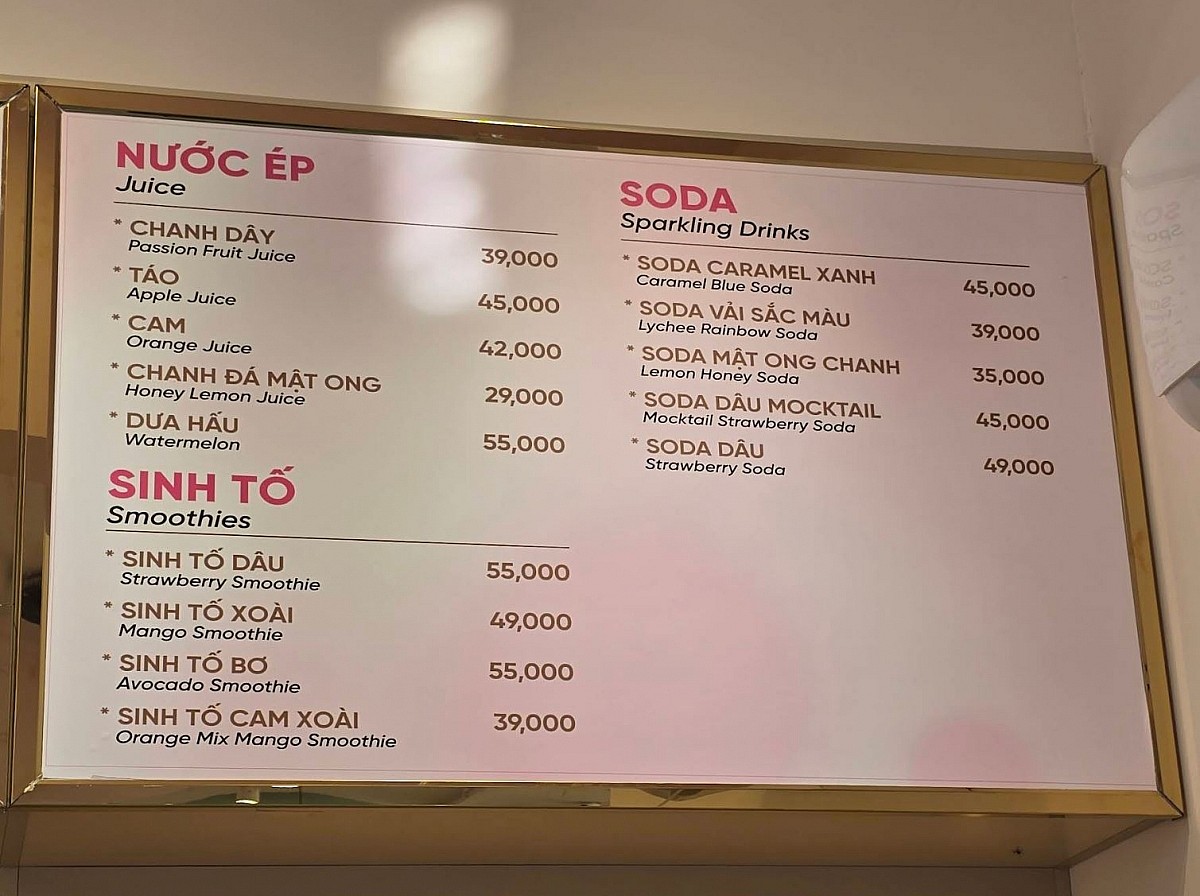 NƯỚC ÉP
Juice
* CHANH DÂY
Passion Fruit Juice
39,000
* TÁO
Apple Juice
45,000
* CAM
Orange Juice
42,000
* CHANH ĐÁ MẬT ONG
Honey Lemon Juice
29,000
* DƯA HẤU
Watermelon
55,000
SINH TỐ
Smoothies
* SINH TỐ DÂU
Strawberry Smoothie
55,000
* SINH TỐ XOÀI
Mango Smoothie
49,000
* SINH TỐ BƠ
Avocado Smoothie
55,000
* SINH TỐ CAM XOÀI
Orange Mix Mango Smoothie
39,000
SODA
Sparkling Drinks
* SODA CARAMEL XANH
Caramel Blue Soda
45,000
* SODA VẢI SẮC MÀU
Lychee Rainbow Soda
39,000
* SODA MẬT ONG CHANH
Lemon Honey Soda
35,000
* SODA DÂU MOCKTAIL
Mocktail Strawberry Soda
45,000
* SODA DÂU
Strawberry Soda
49,000